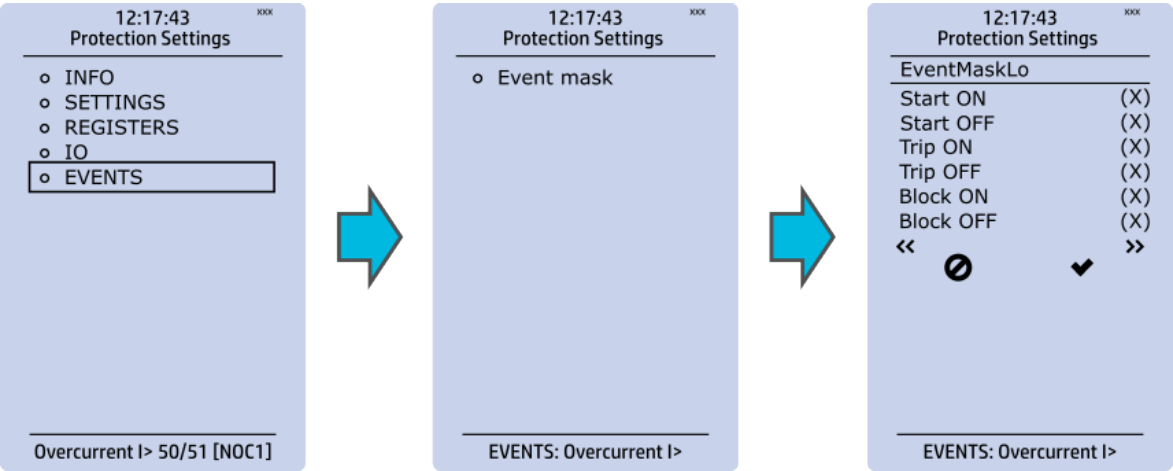 12:17:43 xxx
Protection Settings
INFO
SETTINGS
REGISTERS
IO
EVENTS
Overcurrent I> 50/51 [NOC1]
12:17:43 xxx
Protection Settings
Event mask
EVENTS: Overcurrent I>
12:17:43 xxx
Protection Settings
EventMaskLo
Start ON (X)
Start OFF (X)
Trip ON (X)
Trip OFF (X)
Block ON (X)
Block OFF (X)
<< >>
EVENTS: Overcurrent I>